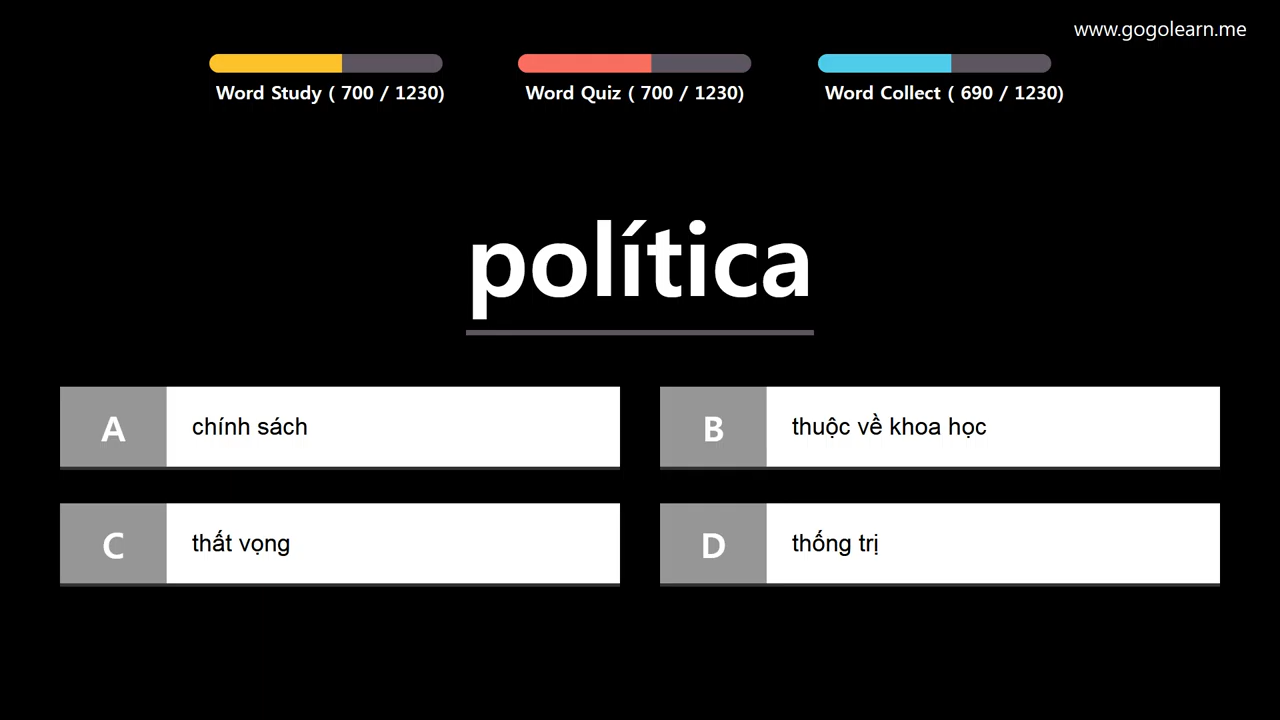 www.gogolearn.me
Word Study ( 700 / 1230)
Word Quiz ( 700 / 1230)
Word Collect ( 690 / 1230)
política
A chính sách
B thuộc về khoa học
C thất vọng
D thống trị